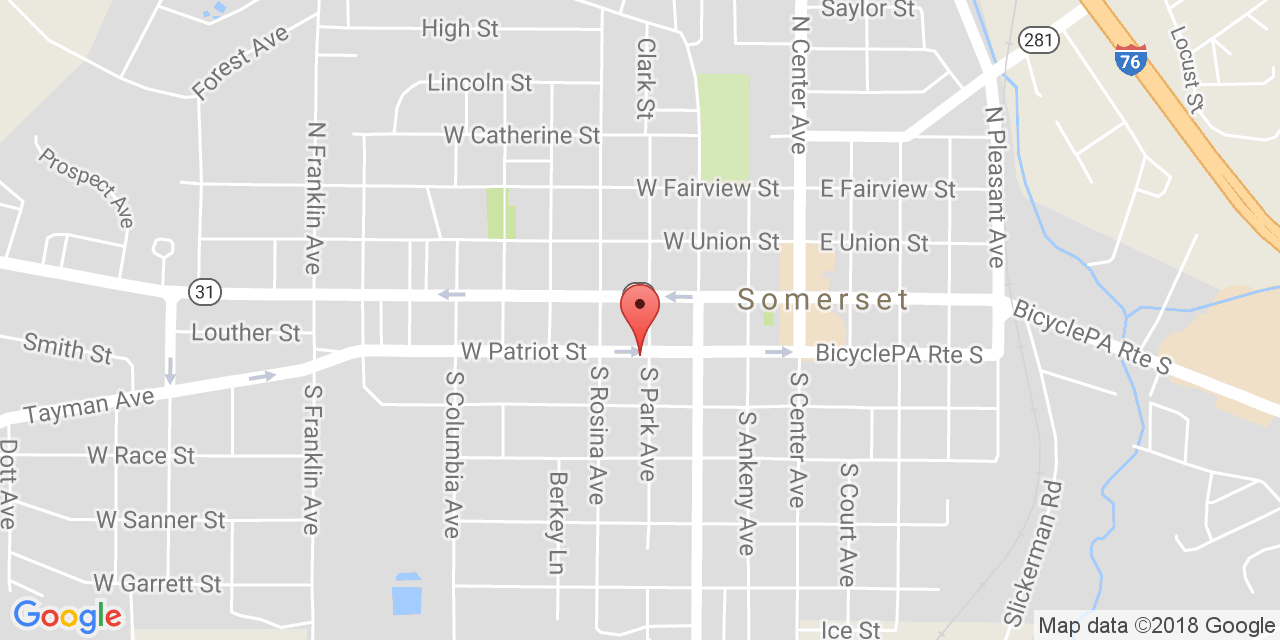 Saylor St
High St
Forest Ave
Clark St
N Center Ave
281
76
Locust St
Lincoln St
W Catherine St
N Franklin Ave
N Pleasant Ave
Prospect Ave
W Fairview St
E Fairview St
W Union St
E Union St
31
Somerset
BicyclePA Rte S
Louther St
Smith St
W Patriot St
BicyclePA Rte S
Tayman Ave
S Franklin Ave
S Columbia Ave
S Rosina Ave
S Park Ave
S Ankeny Ave
S Center Ave
W Race St
Dott Ave
Berkey Ln
S Court Ave
Slickerman Rd
W Sanner St
W Garrett St
Google
Ice St
Map data ©2018 Google